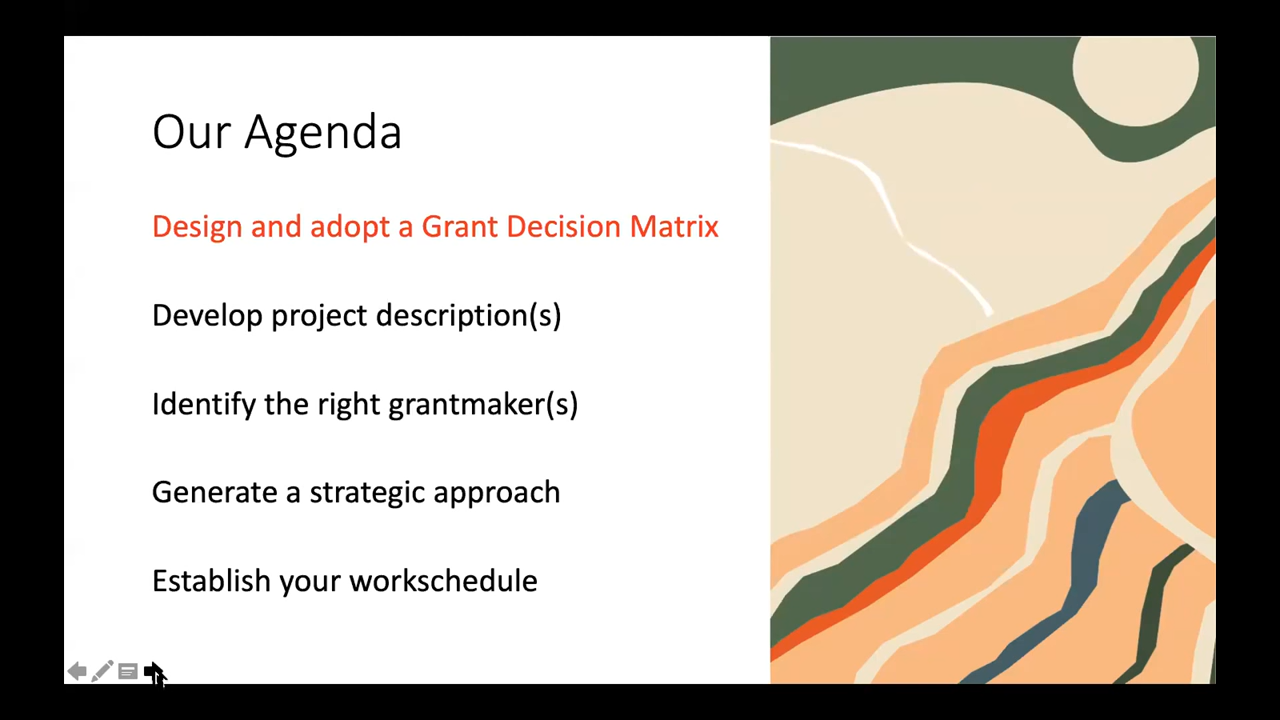 Our Agenda
Design and adopt a Grant Decision Matrix
Develop project description(s)
Identify the right grantmaker(s)
Generate a strategic approach
Establish your workschedule